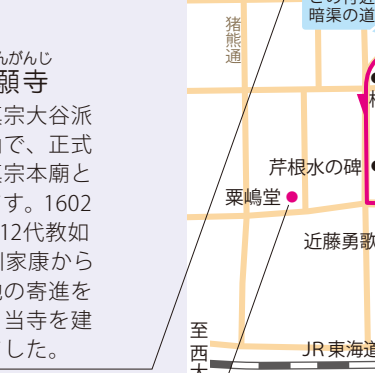 んがんじ
願寺
宗大谷派
で、正式
宗本廟と
す。1602
12代教如
家康から
の寄進を
当寺を建
した。
暗渠の道
猪熊通
芹根水の碑
粟嶋堂
近藤勇
至西
JR東海道